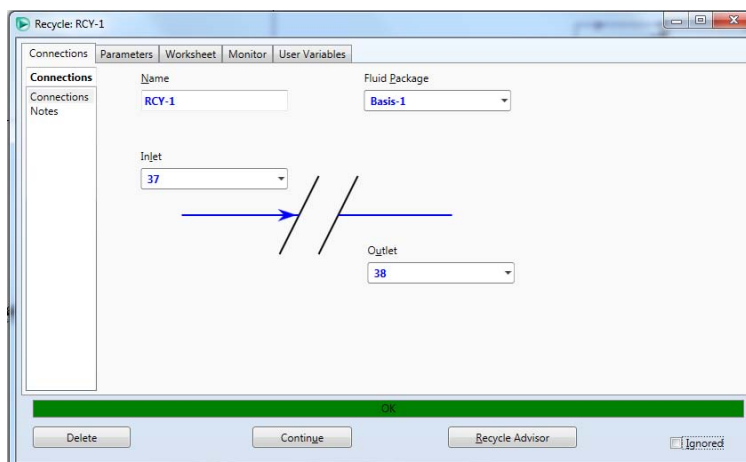 Recycle: RCY-1
Connections Parameters Worksheet Monitor User Variables
Connections
Connections
Notes
Name
RCY-1
Fluid Package
Basis-1
Inlet
37
Outlet
38
OK
Delete Continue Recycle Advisor Ignored